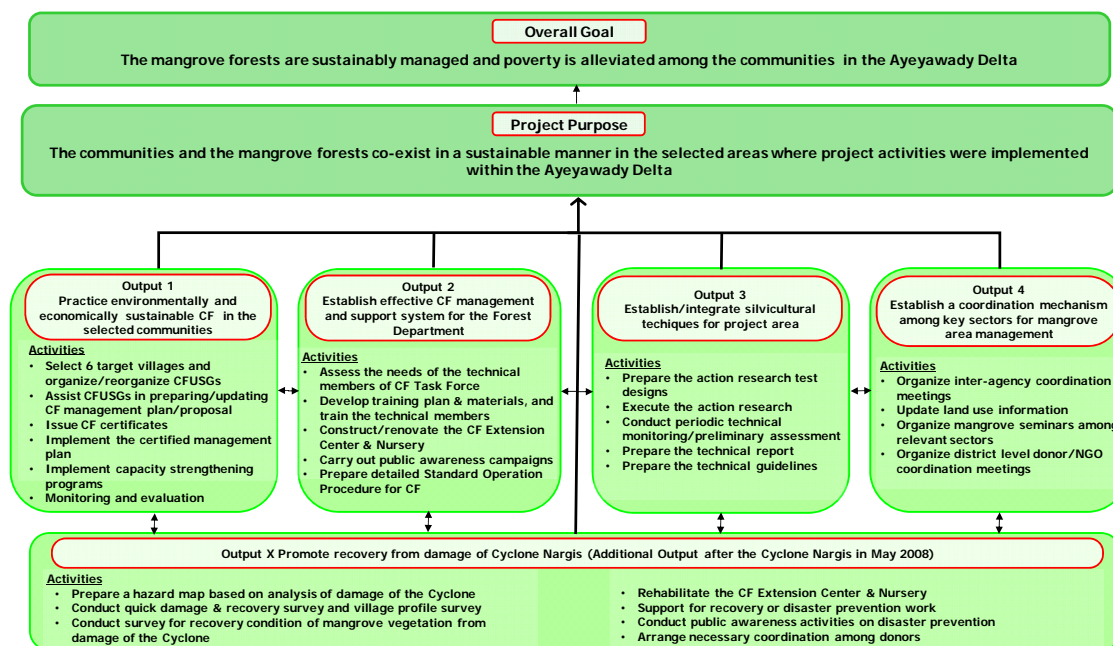 Overall Goal
The mangrove forests are sustainably managed and poverty is alleviated among the communities in the Ayeyawady Delta
Project Purpose
The communities and the mangrove forests co-exist in a sustainable manner in the selected areas where project activities were implemented
within the Ayeyawady Delta
Output 1
Practice environmentally and
economically sustainable CF in the
selected communities
Activities
• Select 6 target villages and
organize/reorganize CFUSGs
• Assist CFUSGs in preparing/updating
CF management plan/proposal
• Issue CF certificates
• Implement the certified management
plan
• Implement capacity strengthening
programs
• Monitoring and evaluation
Output 2
Establish effective CF management
and support system for the Forest
Department
Activities
• Assess the needs of the technical
members of CF Task Force
• Develop training plan & materials, and
train the technical members
• Construct/renovate the CF Extension
Center & Nursery
• Carry out public awareness campaigns
• Prepare detailed Standard Operation
Procedure for CF
Output 3
Establish/integrate silvicultural
techiques for project area
Activities
• Prepare the action research test
designs
• Execute the action research
• Conduct periodic technical
monitoring/preliminary assessment
• Prepare the technical report
• Prepare the technical guidelines
Output 4
Establish a coordination mechanism
among key sectors for mangrove
area management
Activities
• Organize inter-agency coordination
meetings
• Update land use information
• Organize mangrove seminars among
relevant sectors
• Organize district level donor/NGO
coordination meetings
Output X Promote recovery from damage of Cyclone Nargis (Additional Output after the Cyclone Nargis in May 2008)
Activities
• Prepare a hazard map based on analysis of damage of the Cyclone
• Conduct quick damage & recovery survey and village profile survey
• Conduct survey for recovery condition of mangrove vegetation from
damage of the Cyclone
• Rehabilitate the CF Extension Center & Nursery
• Support for recovery or disaster prevention work
• Conduct public awareness activities on disaster prevention
• Arrange necessary coordination among donors